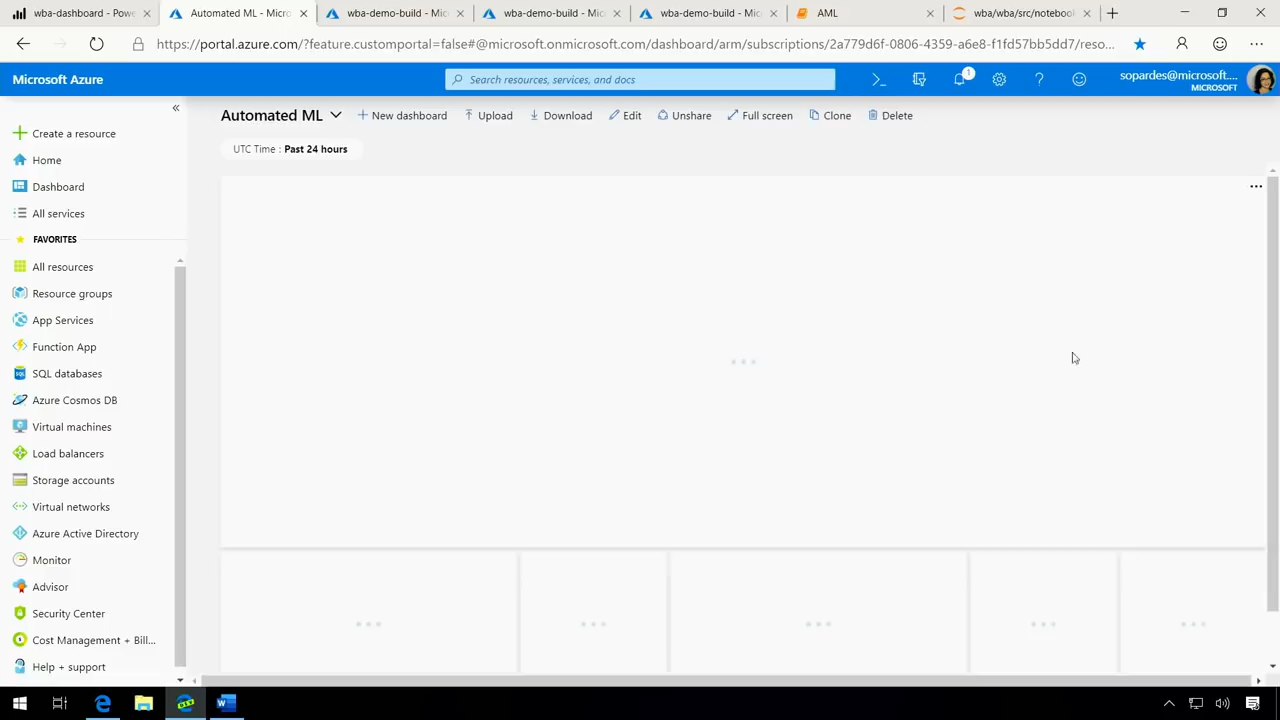 wba-dashboard - Powe
Automated ML - Micro
wba-demo-build - Mic
wba-demo-build - Mic
wba-demo-build - Mic
AML
wba/wba/src/notebook
https://portal.azure.com/?feature.customportal=false#@microsoft.onmicrosoft.com/dashboard/arm/subscriptions/2a779d6f-0806-4359-a6e8-f1fd57bb5dd7/reso...
Microsoft Azure
Search resources, services, and docs
1
sopardes@microsoft....
MICROSOFT
Automated ML
New dashboard
Upload
Download
Edit
Unshare
Full screen
Clone
Delete
UTC Time : Past 24 hours
Create a resource
Home
Dashboard
All services
FAVORITES
All resources
Resource groups
App Services
Function App
SQL databases
Azure Cosmos DB
Virtual machines
Load balancers
Storage accounts
Virtual networks
Azure Active Directory
Monitor
Advisor
Security Center
Cost Management + Bill...
Help + support